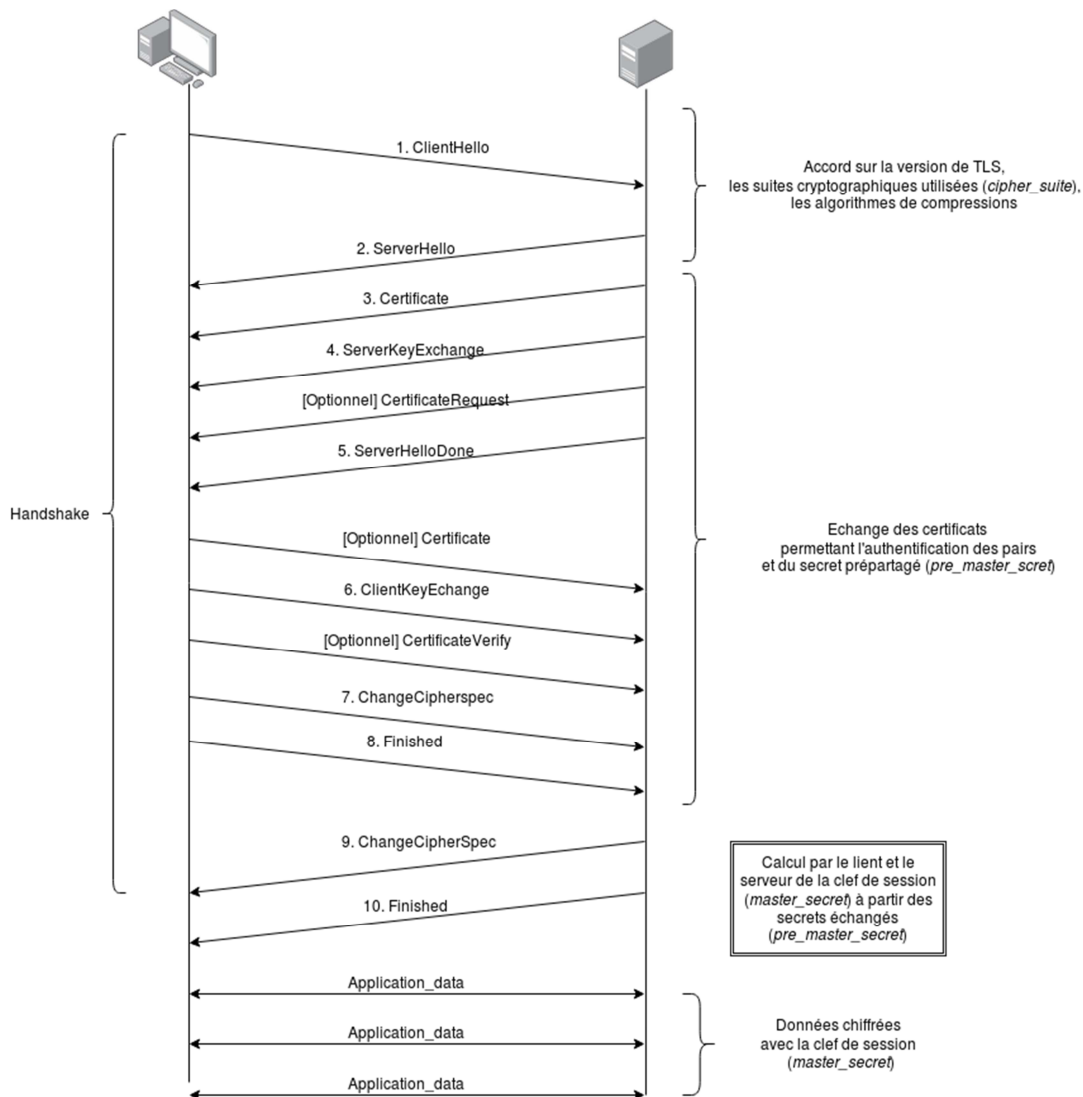 1. ClientHello
Accord sur la version de TLS,
les suites cryptographiques utilisées (cipher_suite),
les algorithmes de compressions
2. ServerHello
3. Certificate
4. ServerKeyExchange
[Optionnel] CertificateRequest
5. ServerHelloDone
Handshake
[Optionnel] Certificate
Echange des certificats
permettant l'authentification des pairs
et du secret prépartagé (pre_master_scret)
6. ClientKeyEchange
[Optionnel] CertificateVerify
7. ChangeCipherspec
8. Finished
9. ChangeCipherSpec
Calcul par le lient et le
serveur de la clef de session
(master_secret) à partir des
secrets échangés
(pre_master_secret)
10. Finished
Application_data
Application_data
Application_data
Données chiffrées
avec la clef de session
(master_secret)